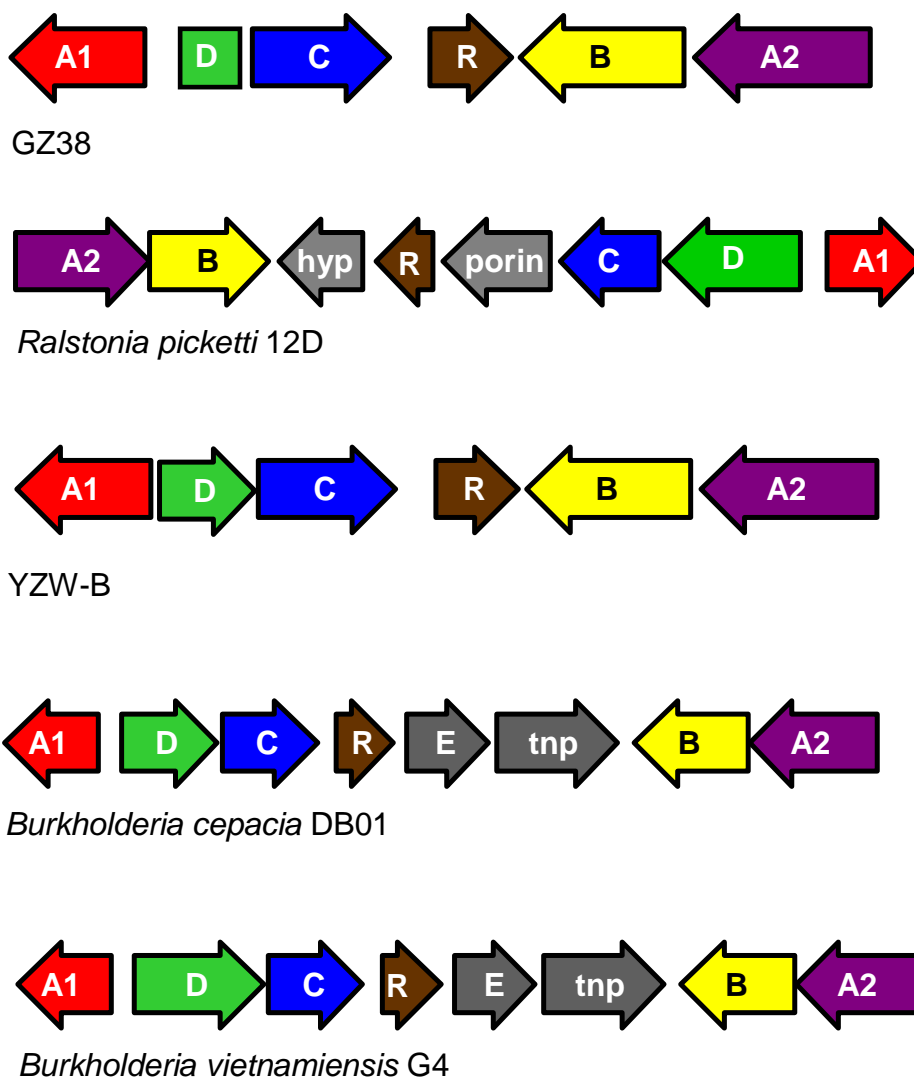 A1 D C R B A2
GZ38
A2 B hyp R porin C D A1
Ralstonia picketti 12D
A1 D C R B A2
YZW-B
A1 D C R E tnp B A2
Burkholderia cepacia DB01
A1 D C R E tnp B A2
Burkholderia vietnamiensis G4